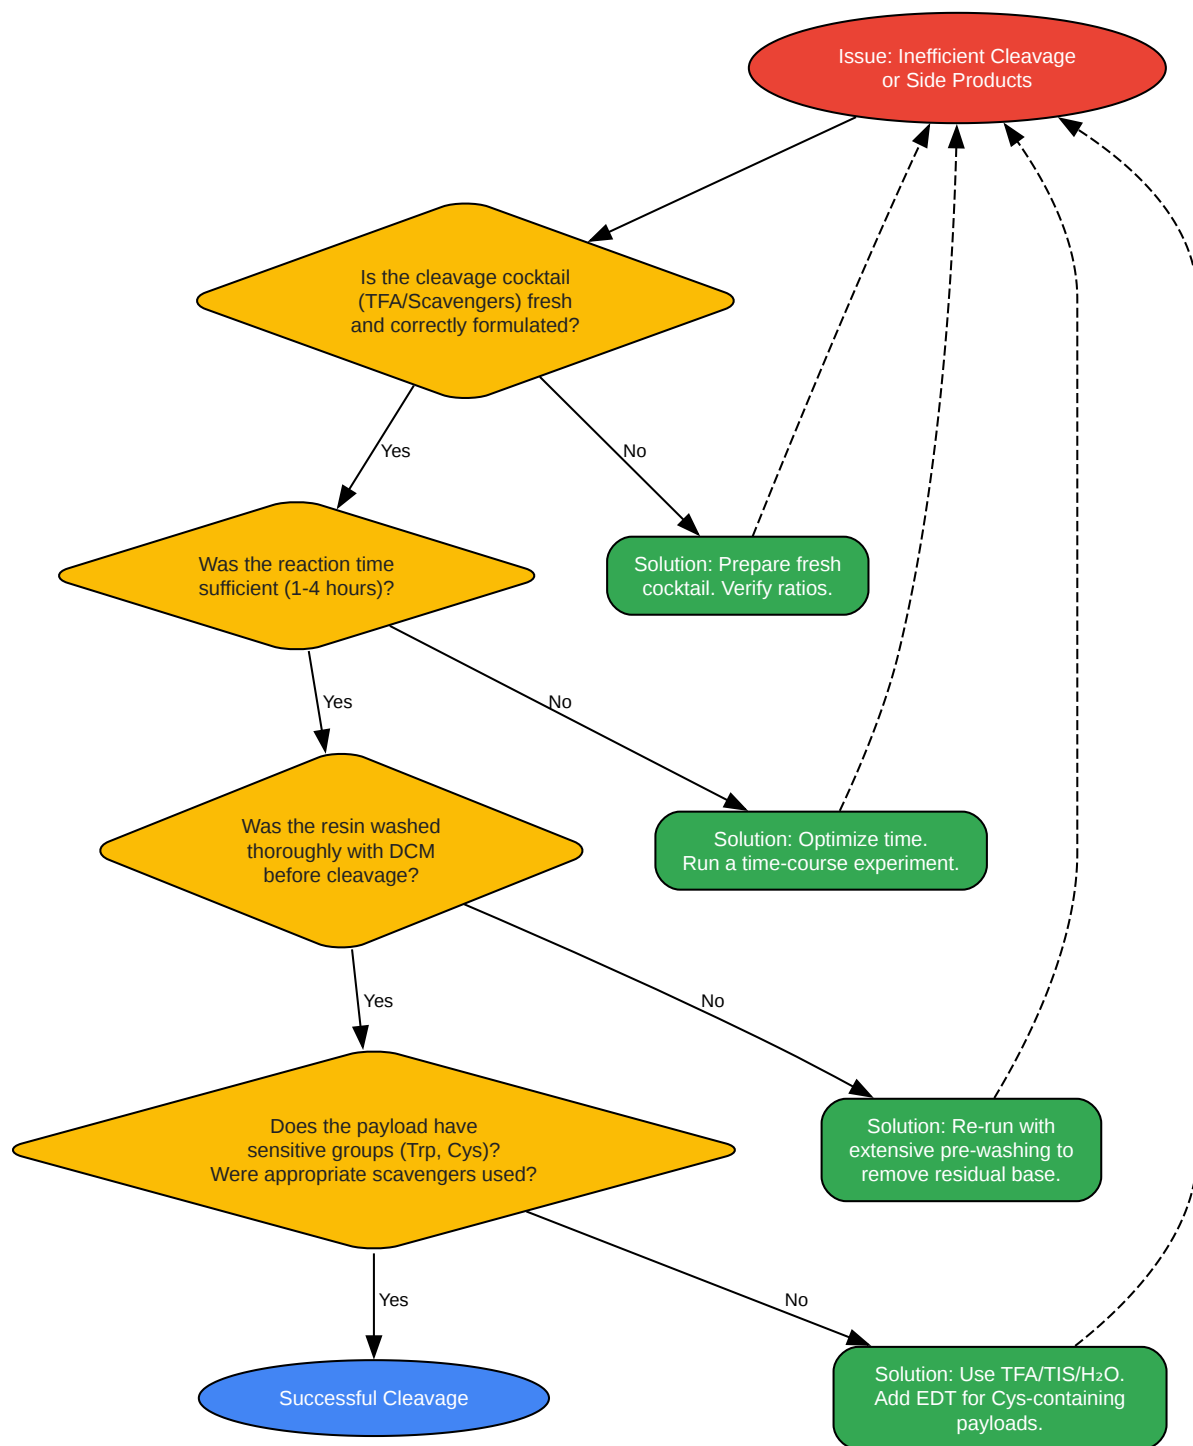 Issue: Inefficient Cleavage
or Side Products
Is the cleavage cocktail
(TFA/Scavengers) fresh
and correctly formulated?
Yes
No
Was the reaction time
sufficient (1-4 hours)?
Solution: Prepare fresh
cocktail. Verify ratios.
Yes
No
Was the resin washed
thoroughly with DCM
before cleavage?
Solution: Optimize time.
Run a time-course experiment.
Yes
No
Does the payload have
sensitive groups (Trp, Cys)?
Were appropriate scavengers used?
Solution: Re-run with
extensive pre-washing to
remove residual base.
Yes
No
Successful Cleavage
Solution: Use TFA/TIS/H₂O.
Add EDT for Cys-containing
payloads.